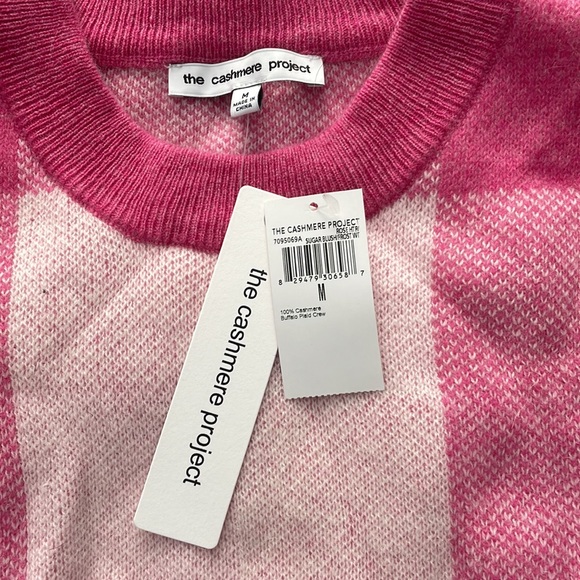 the cashmere project
M
MADE IN
CHINA
the cashmere project
THE CASHMERE PROJECT
ROSE HTR/
7095069A SUGAR BLUSH/FROST WT
8 29479 30658 7
M
100% Cashmere
Buffalo Plaid Crew